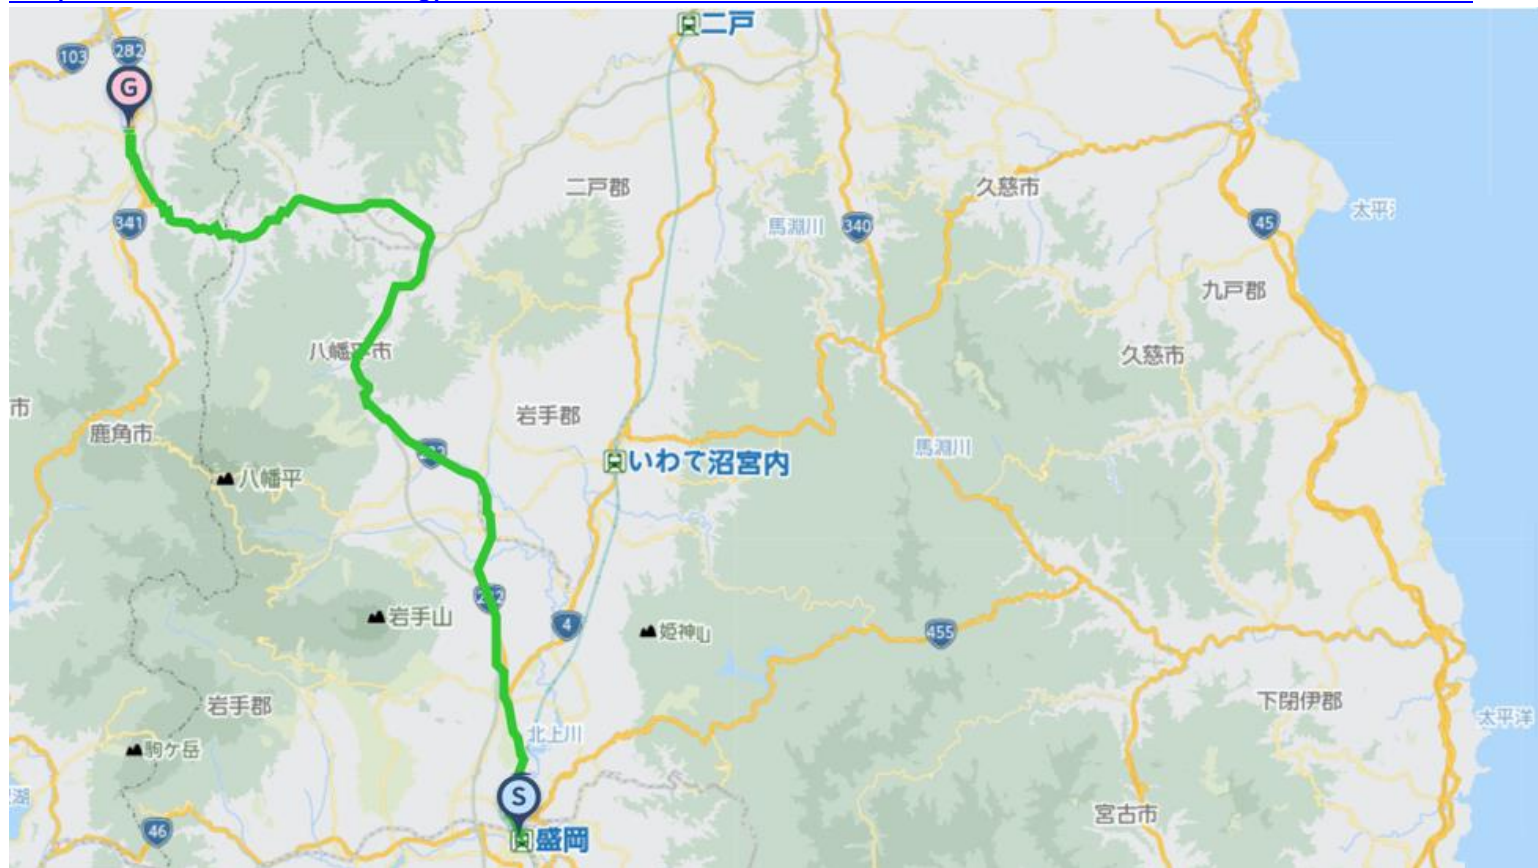 二戸
103
282
G
二戸郡
久慈市
太平
馬淵川
340
45
341
九戸郡
八幡平市
久慈市
市
岩手郡
鹿角市
馬淵川
いわて沼宮内
八幡平
岩手山
4
姫神山
455
岩手郡
下閉伊郡
太平洋
北上川
駒ケ岳
湖
S
宮古市
46
盛岡